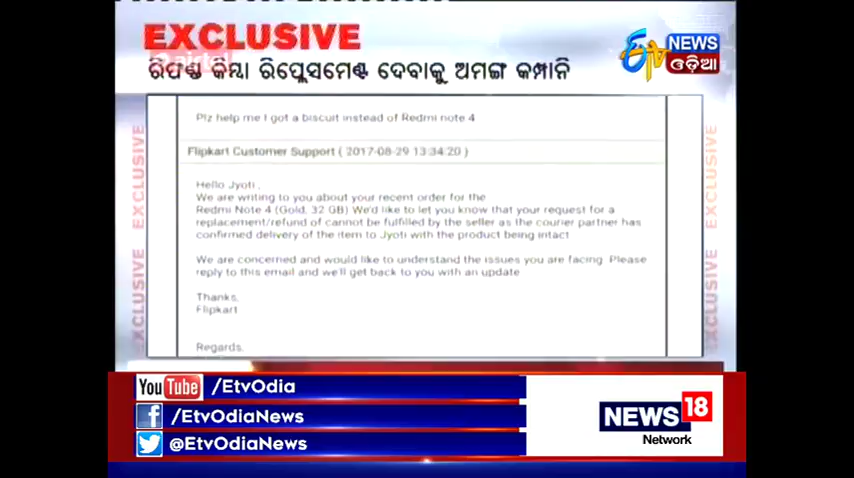 EXCLUSIVE
airtel
ETV NEWS
ଓଡ଼ିଆ
ରିଫଣ୍ଡ କିମ୍ବା ରିପ୍ଲେସମେଣ୍ଟ ଦେବାକୁ ଅମଙ୍ଗ କମ୍ପାନି
Plz help me I got a biscuit instead of Redmi note 4
Flipkart Customer Support ( 2017-08-29 13:34:20 )
Hello Jyoti ,
We are writing to you about your recent order for the
Redmi Note 4 (Gold, 32 GB) We'd like to let you know that your request for a
replacement/refund of cannot be fulfilled by the seller as the courier partner has
confirmed delivery of the item to Jyoti with the product being intact
We are concerned and would like to understand the issues you are facing. Please
reply to this email and we'll get back to you with an update
Thanks,
Flipkart
Regards,
EXCLUSIVE EXCLUSIVE
EXCLUSIVE EXCLUSIVE
YouTube /EtvOdia
f /EtvOdiaNews
@EtvOdiaNews
NEWS 18
Network